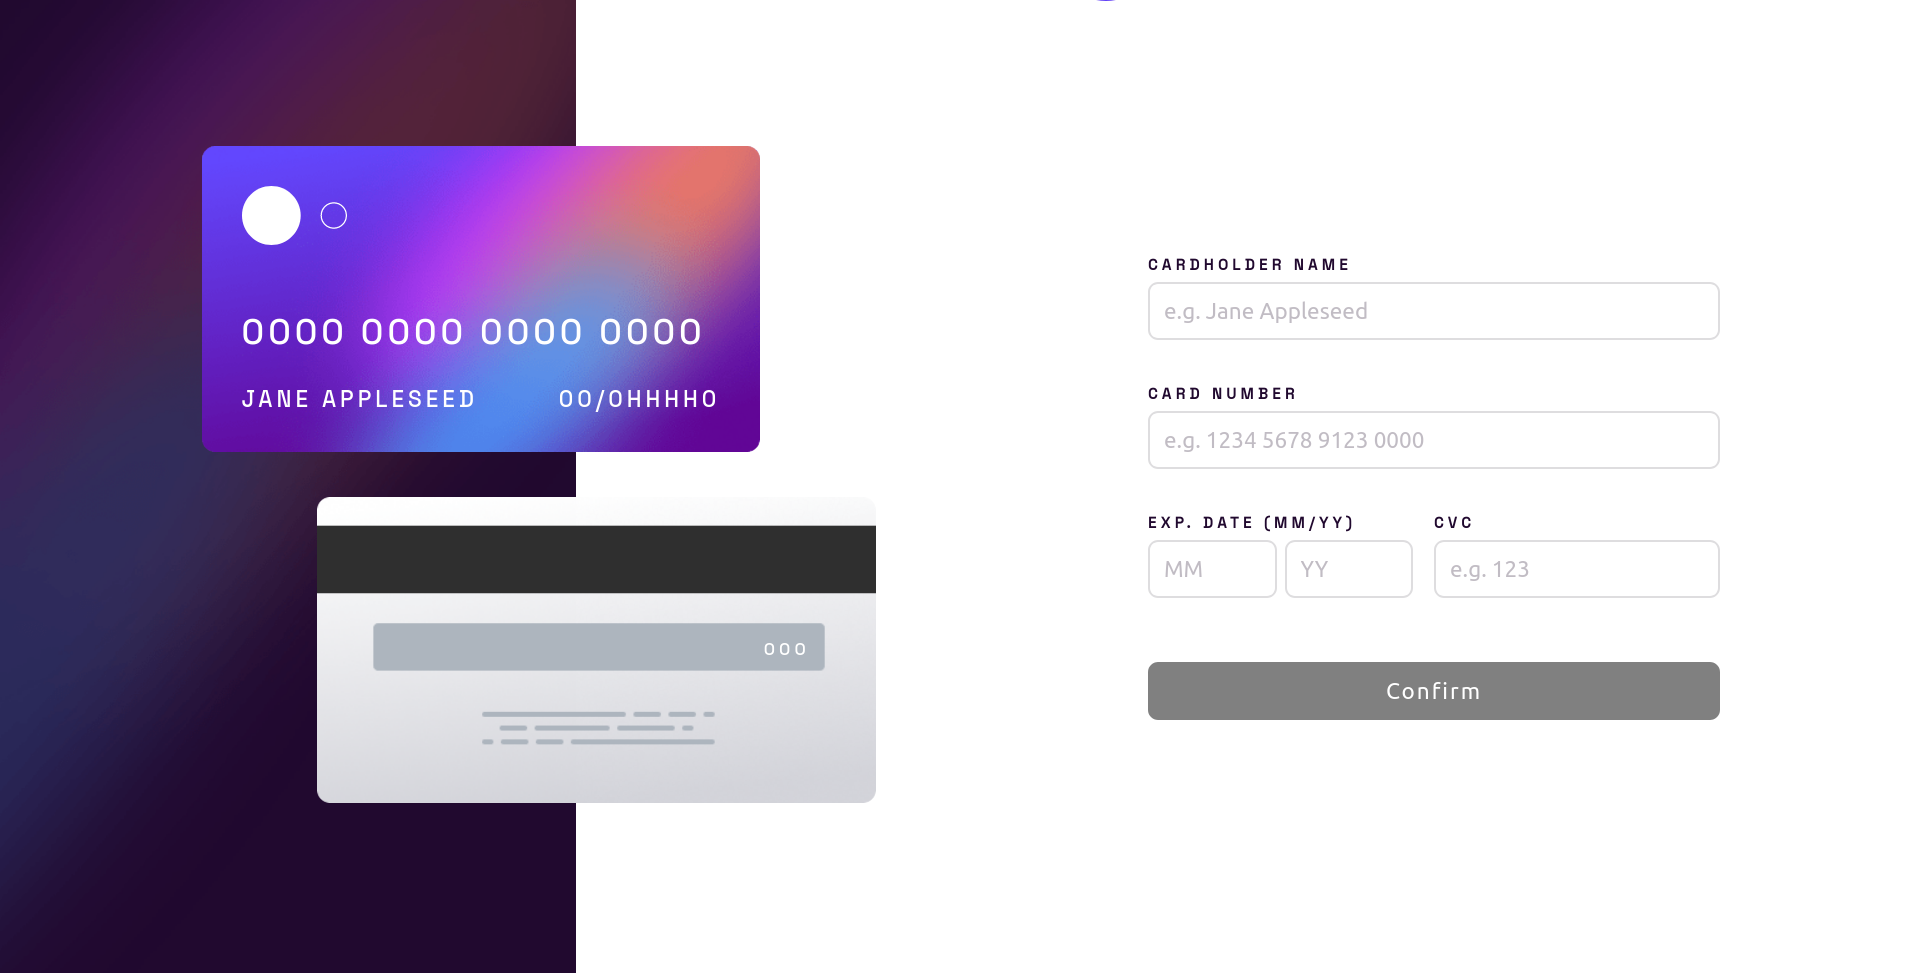 0000 0000 0000 0000
JANE APPLESEED 00/0HHHHO
000
CARDHOLDER NAME
e.g. Jane Appleseed
CARD NUMBER
e.g. 1234 5678 9123 0000
EXP. DATE (MM/YY) CVC
MM YY e.g. 123
Confirm